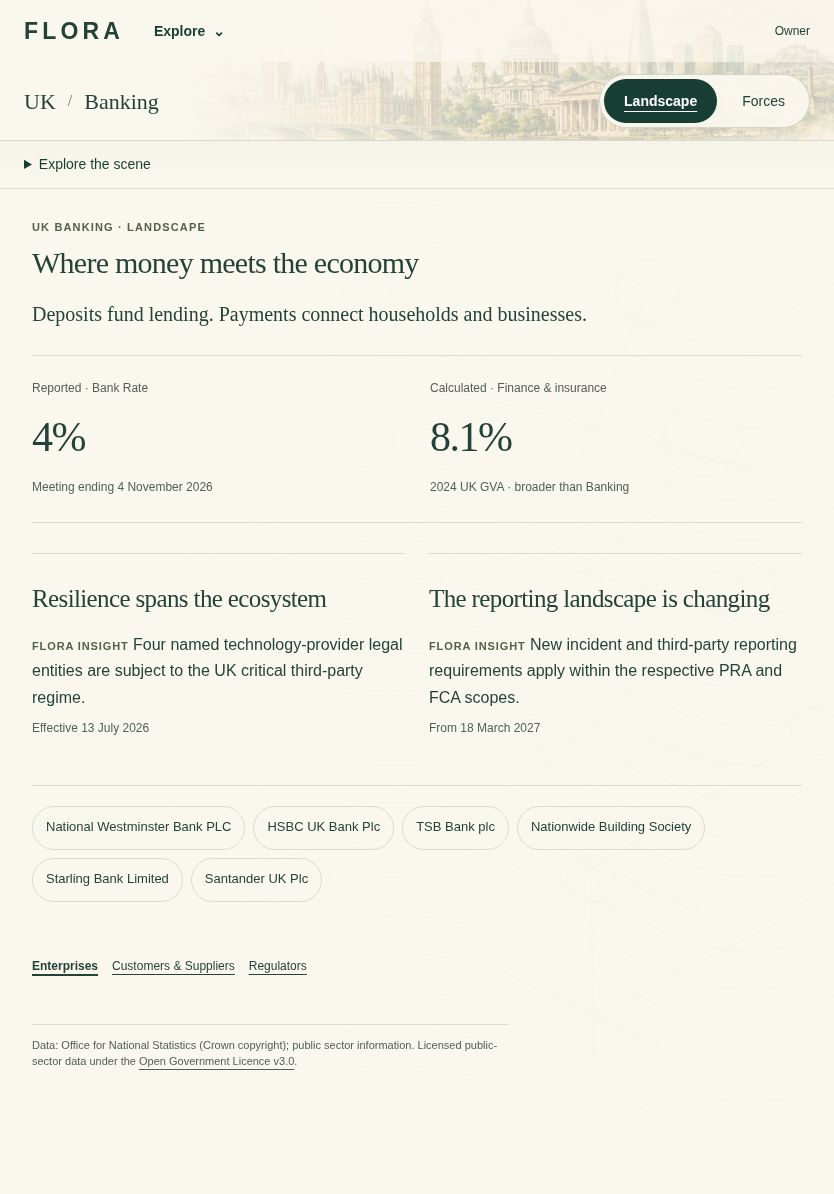 FLORA
Explore
Owner
UK / Banking
Landscape
Forces
Explore the scene
UK BANKING · LANDSCAPE
Where money meets the economy
Deposits fund lending. Payments connect households and businesses.
Reported · Bank Rate
4%
Meeting ending 4 November 2026
Calculated · Finance & insurance
8.1%
2024 UK GVA · broader than Banking
Resilience spans the ecosystem
FLORA INSIGHT Four named technology-provider legal
entities are subject to the UK critical third-party
regime.
Effective 13 July 2026
The reporting landscape is changing
FLORA INSIGHT New incident and third-party reporting
requirements apply within the respective PRA and
FCA scopes.
From 18 March 2027
National Westminster Bank PLC
HSBC UK Bank Plc
TSB Bank plc
Nationwide Building Society
Starling Bank Limited
Santander UK Plc
Enterprises
Customers & Suppliers
Regulators
Data: Office for National Statistics (Crown copyright); public sector information. Licensed public-
sector data under the Open Government Licence v3.0.